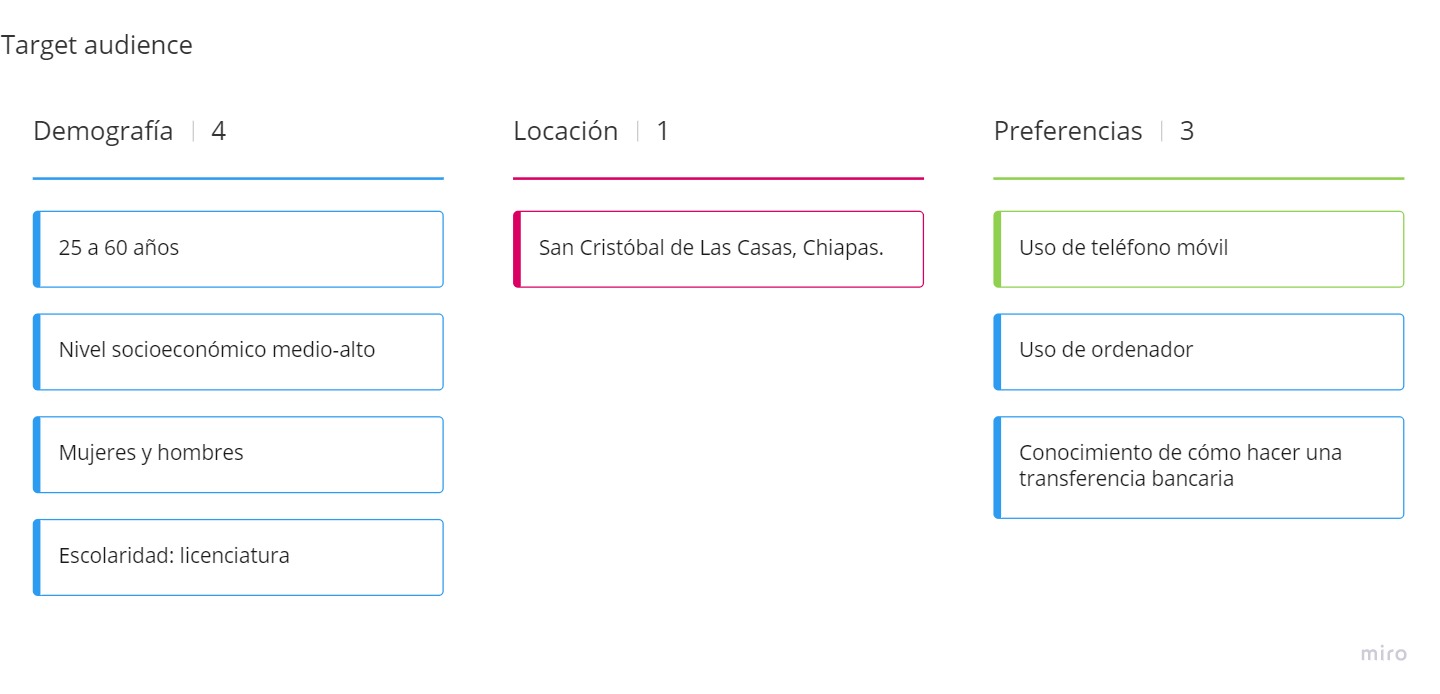 Target audience
Demografía | 4
25 a 60 años
Nivel socioeconómico medio-alto
Mujeres y hombres
Escolaridad: licenciatura
Locación | 1
San Cristóbal de Las Casas, Chiapas.
Preferencias | 3
Uso de teléfono móvil
Uso de ordenador
Conocimiento de cómo hacer una
transferencia bancaria
miro